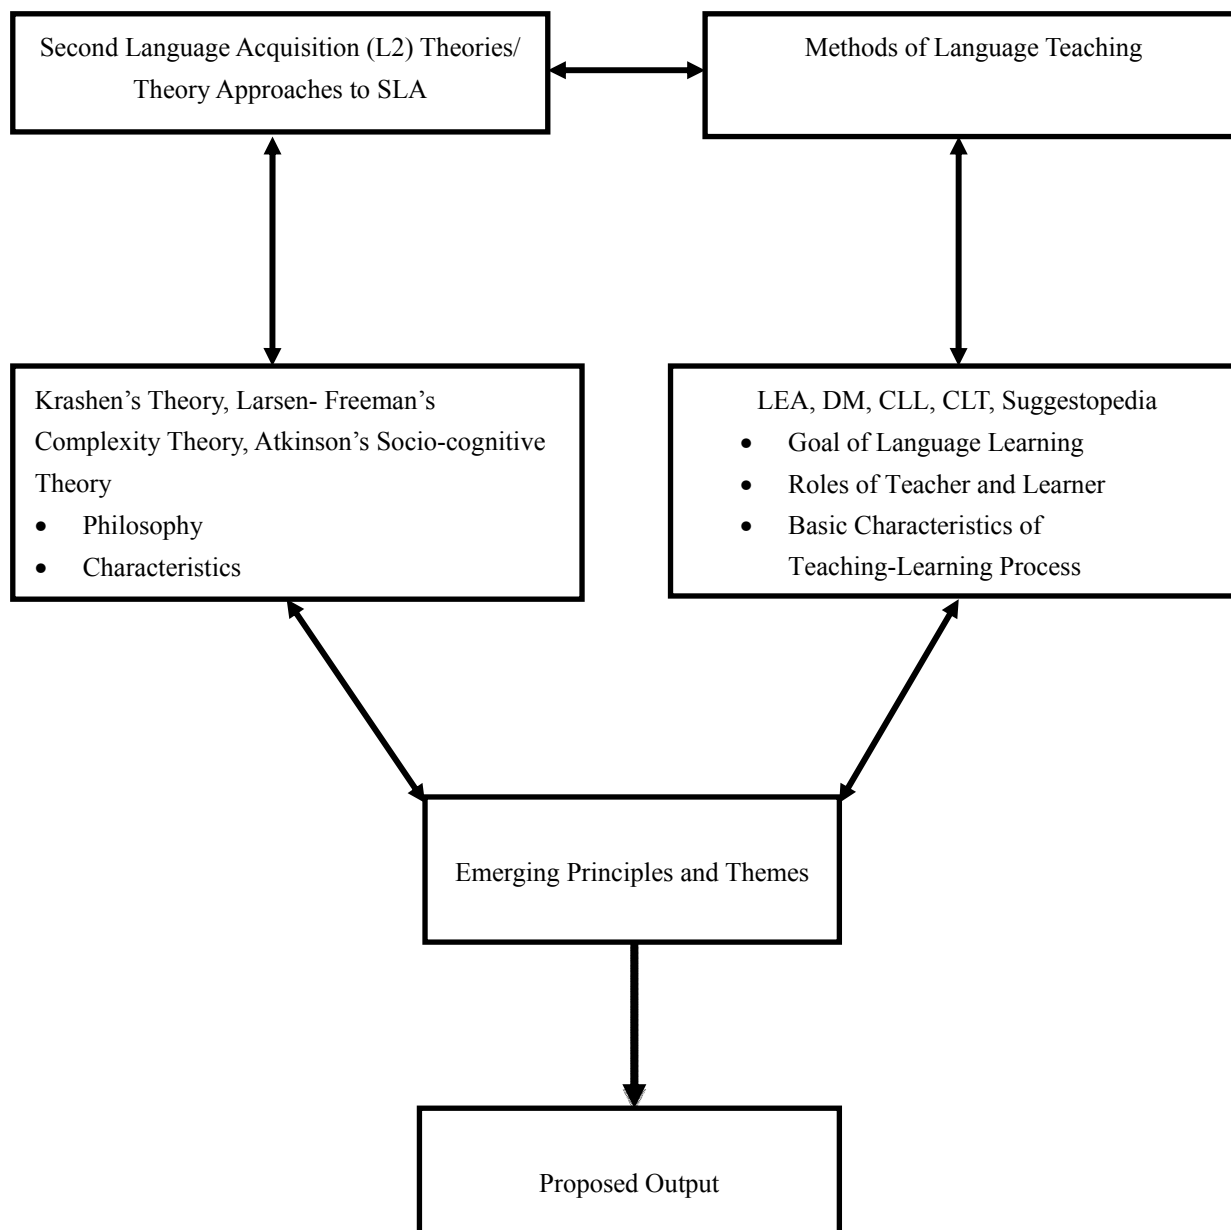 Second Language Acquisition (L2) Theories/
Theory Approaches to SLA
Methods of Language Teaching
Krashen’s Theory, Larsen- Freeman’s
Complexity Theory, Atkinson’s Socio-cognitive
Theory
• Philosophy
• Characteristics
LEA, DM, CLL, CLT, Suggestopedia
• Goal of Language Learning
• Roles of Teacher and Learner
• Basic Characteristics of
Teaching-Learning Process
Emerging Principles and Themes
Proposed Output